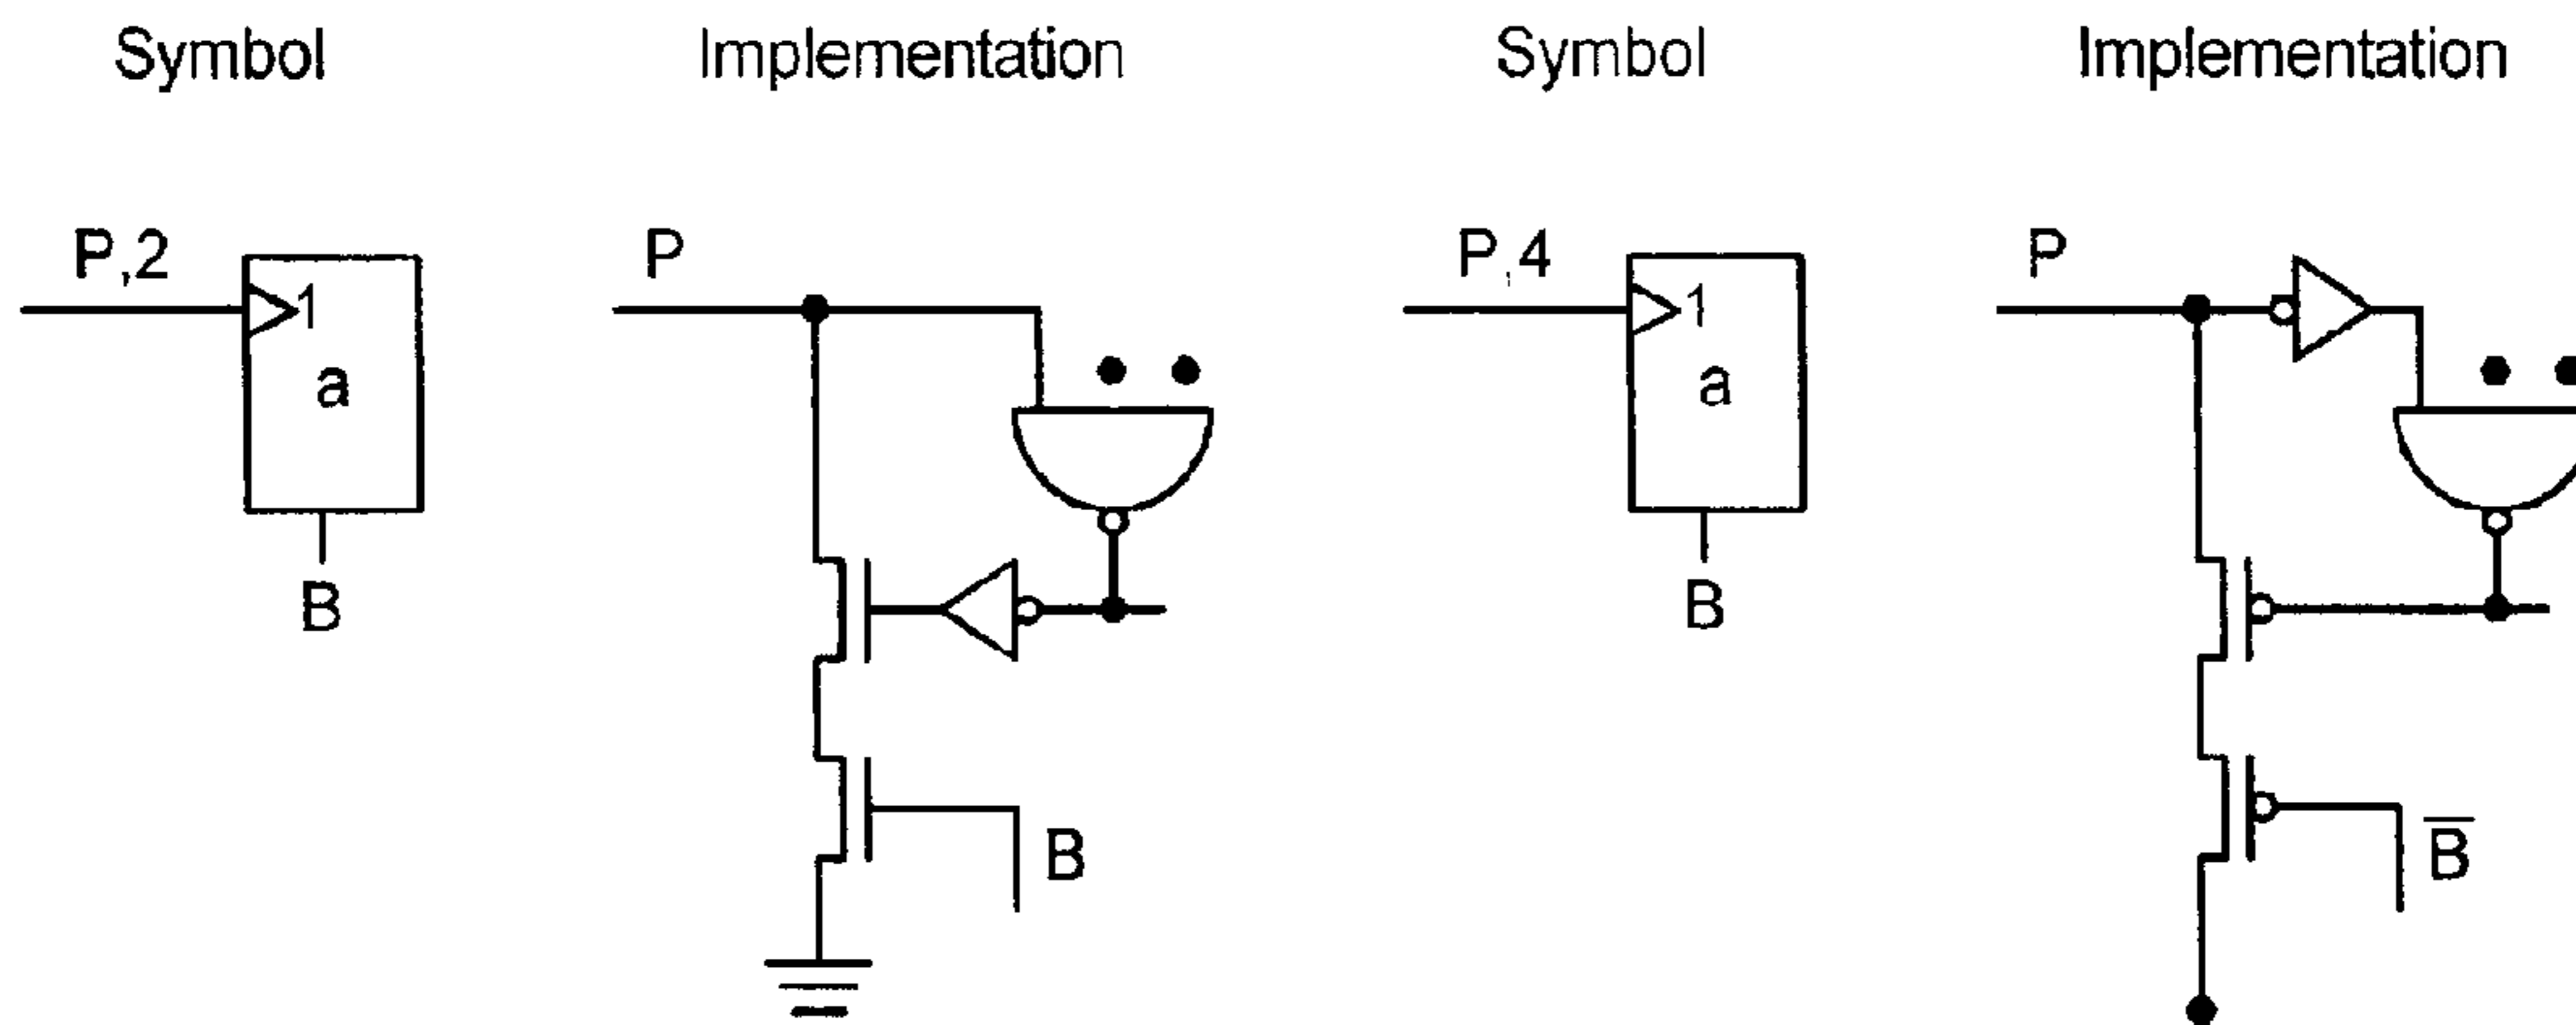 Symbol Implementation Symbol Implementation
P,2 P P,4 P
1 1
a a
B B
B B̅